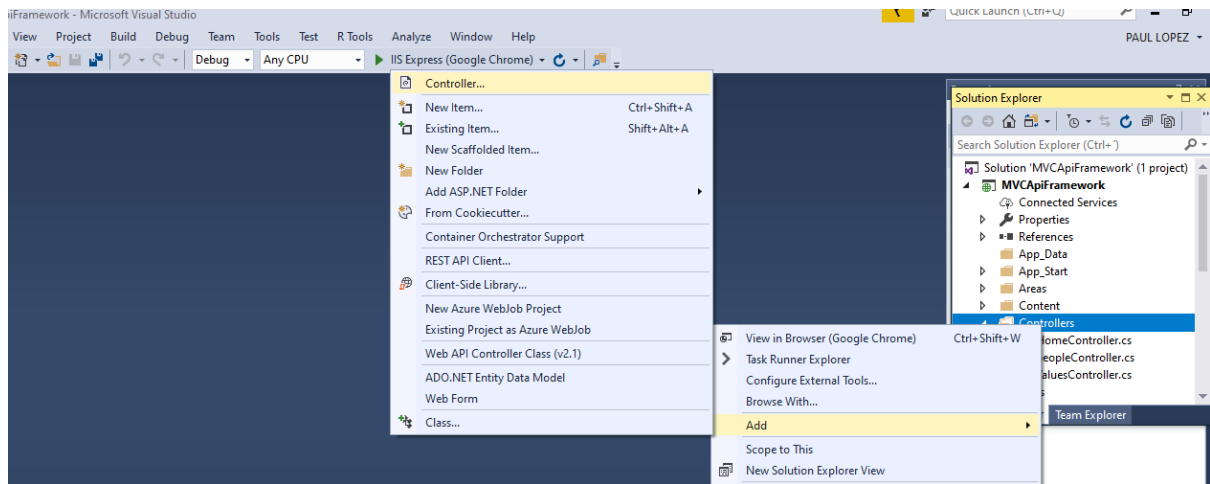 piFramework - Microsoft Visual Studio
Quick Launch (Ctrl+Q)
View Project Build Debug Team Tools Test R Tools Analyze Window Help
PAUL LOPEZ
Debug Any CPU IIS Express (Google Chrome)
Controller...
New Item... Ctrl+Shift+A
Existing Item... Shift+Alt+A
New Scaffolded Item...
New Folder
Add ASP.NET Folder
From Cookiecutter...
Container Orchestrator Support
REST API Client...
Client-Side Library...
New Azure WebJob Project
Existing Project as Azure WebJob
Web API Controller Class (v2.1)
ADO.NET Entity Data Model
Web Form
Class...
View in Browser (Google Chrome) Ctrl+Shift+W
Task Runner Explorer
Configure External Tools...
Browse With...
Add
Scope to This
New Solution Explorer View
Solution Explorer
Search Solution Explorer (Ctrl+¨)
Solution 'MVCApiFramework' (1 project)
MVCApiFramework
Connected Services
Properties
References
App_Data
App_Start
Areas
Content
Controllers
HomeController.cs
eopleController.cs
aluesController.cs
Team Explorer